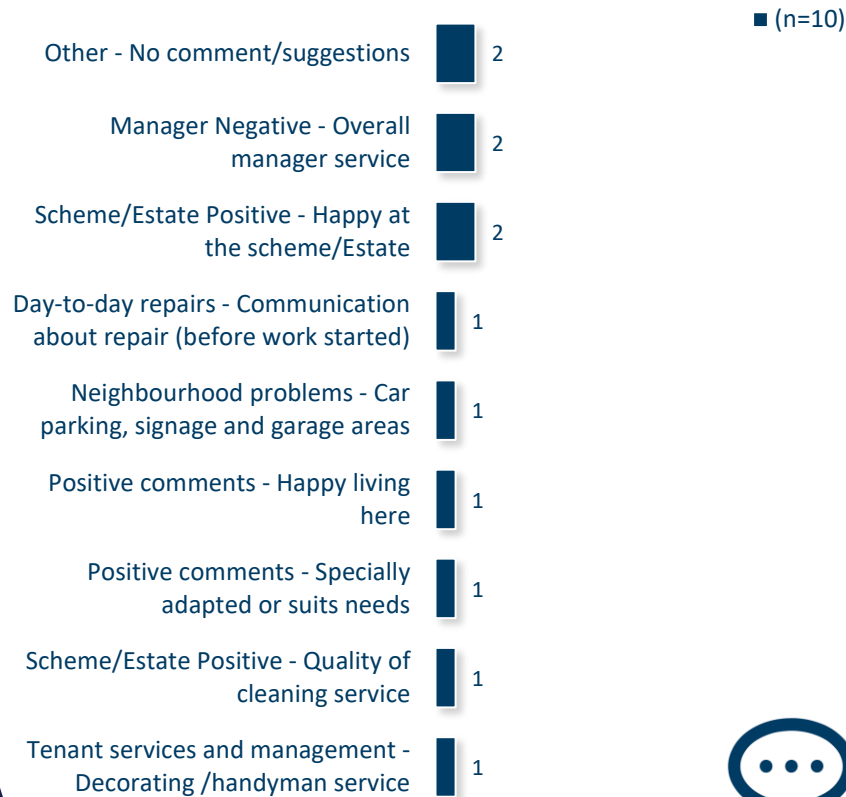 (n=10)
Other - No comment/suggestions
2
Manager Negative - Overall
manager service
2
Scheme/Estate Positive - Happy at
the scheme/Estate
2
Day-to-day repairs - Communication
about repair (before work started)
1
Neighbourhood problems - Car
parking, signage and garage areas
1
Positive comments - Happy living
here
1
Positive comments - Specially
adapted or suits needs
1
Scheme/Estate Positive - Quality of
cleaning service
1
Tenant services and management -
Decorating /handyman service
1